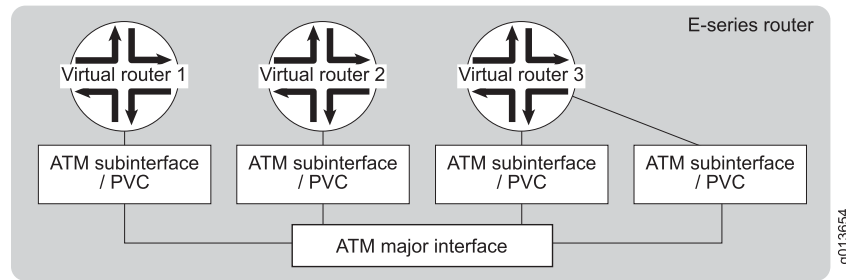 E-series router
Virtual router 1
Virtual router 2
Virtual router 3
ATM subinterface
/ PVC
ATM subinterface
/ PVC
ATM subinterface
/ PVC
ATM subinterface
/ PVC
ATM major interface
g013654